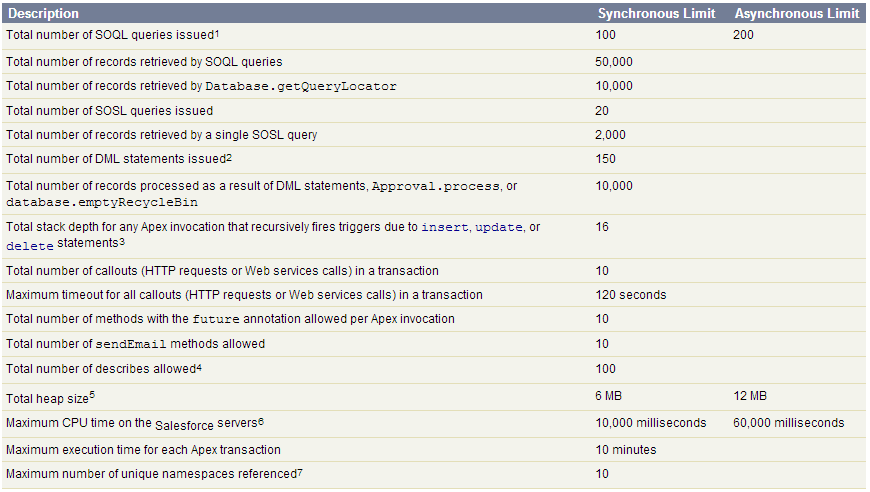 Description Synchronous Limit Asynchronous Limit
Total number of SOQL queries issued1 100 200
Total number of records retrieved by SOQL queries 50,000
Total number of records retrieved by Database.getQueryLocator 10,000
Total number of SOSL queries issued 20
Total number of records retrieved by a single SOSL query 2,000
Total number of DML statements issued2 150
Total number of records processed as a result of DML statements, Approval.process, or 10,000
database.emptyRecycleBin
Total stack depth for any Apex invocation that recursively fires triggers due to insert, update, or 16
delete statements3
Total number of callouts (HTTP requests or Web services calls) in a transaction 10
Maximum timeout for all callouts (HTTP requests or Web services calls) in a transaction 120 seconds
Total number of methods with the future annotation allowed per Apex invocation 10
Total number of sendEmail methods allowed 10
Total number of describes allowed4 100
Total heap size5 6 MB 12 MB
Maximum CPU time on the Salesforce servers6 10,000 milliseconds 60,000 milliseconds
Maximum execution time for each Apex transaction 10 minutes
Maximum number of unique namespaces referenced7 10